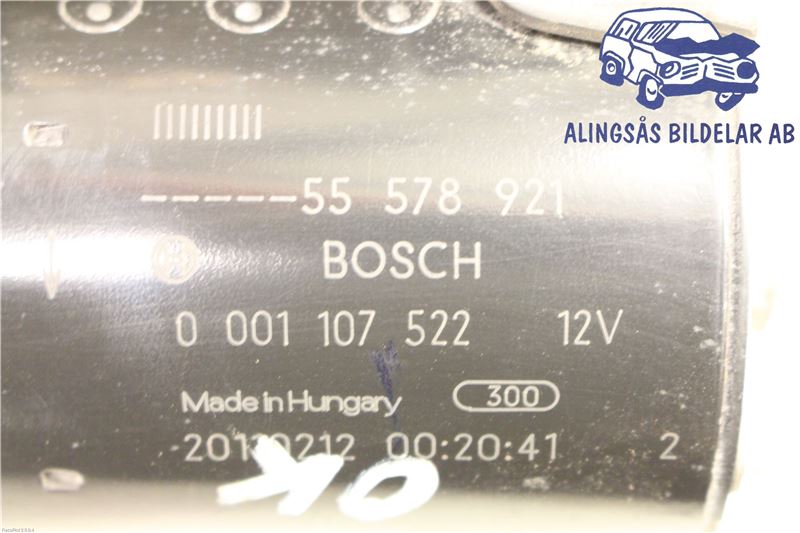 ALINGSÅS BILDELAR AB
-----55 578 921
BOSCH
0 001 107 522 12V
Made in Hungary 300
00:20:41 2
OK